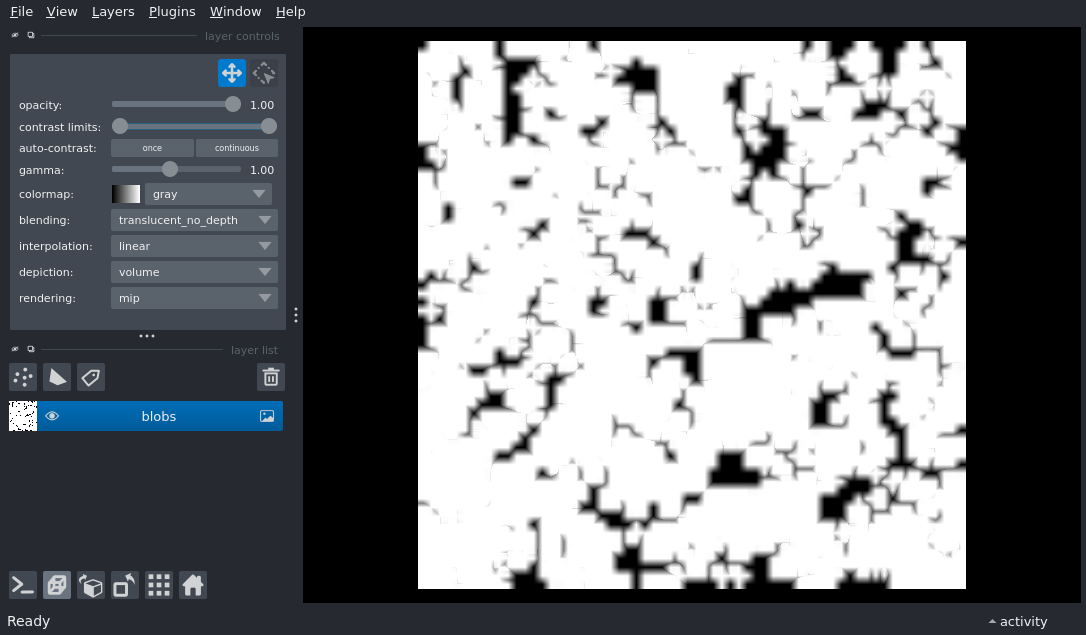 File View Layers Plugins Window Help
layer controls
opacity: 1.00
contrast limits:
auto-contrast: once continuous
gamma: 1.00
colormap: gray
blending: translucent_no_depth
interpolation: linear
depiction: volume
rendering: mip
layer list
blobs
Ready activity